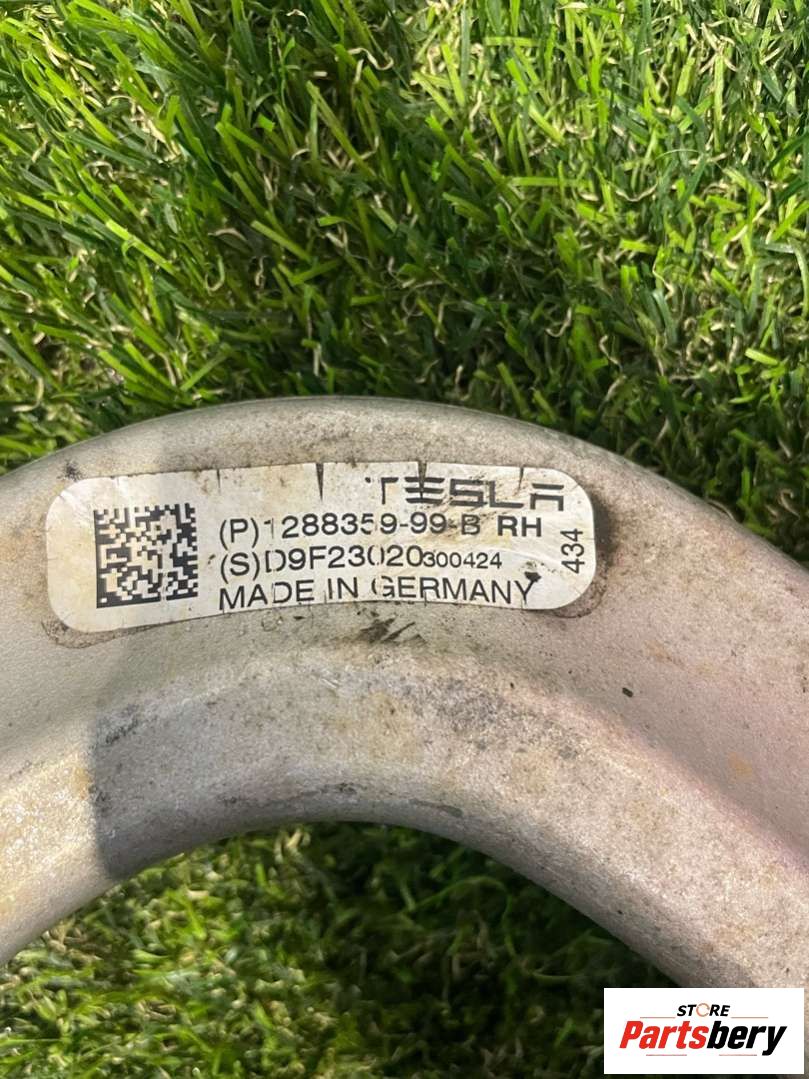 TESLA
(P)1288359-99-B RH
(S)D9F23020300424
MADE IN GERMANY
434
STORE
Partsbery